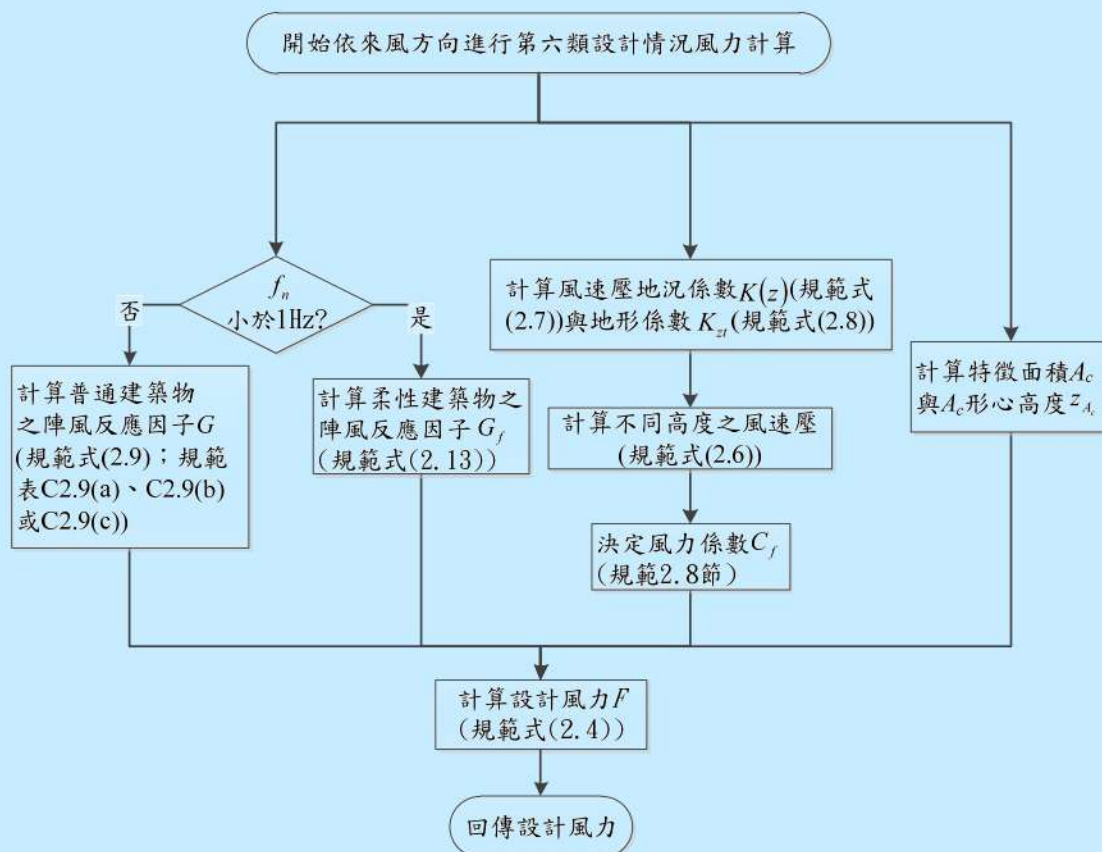 開始依來風方向進行第六類設計情況風力計算
f_n
小於1Hz?
否
是
計算普通建築物
之陣風反應因子G
(規範式(2.9)；規範
表C2.9(a)、C2.9(b)
或C2.9(c))
計算柔性建築物之
陣風反應因子G_f
(規範式(2.13))
計算風速壓地況係數K(z)(規範式
(2.7))與地形係數K_{zt}(規範式(2.8))
計算不同高度之風速壓
(規範式(2.6))
決定風力係數C_f
(規範2.8節)
計算特徵面積A_c
與A_c形心高度z_{A_c}
計算設計風力F
(規範式(2.4))
回傳設計風力